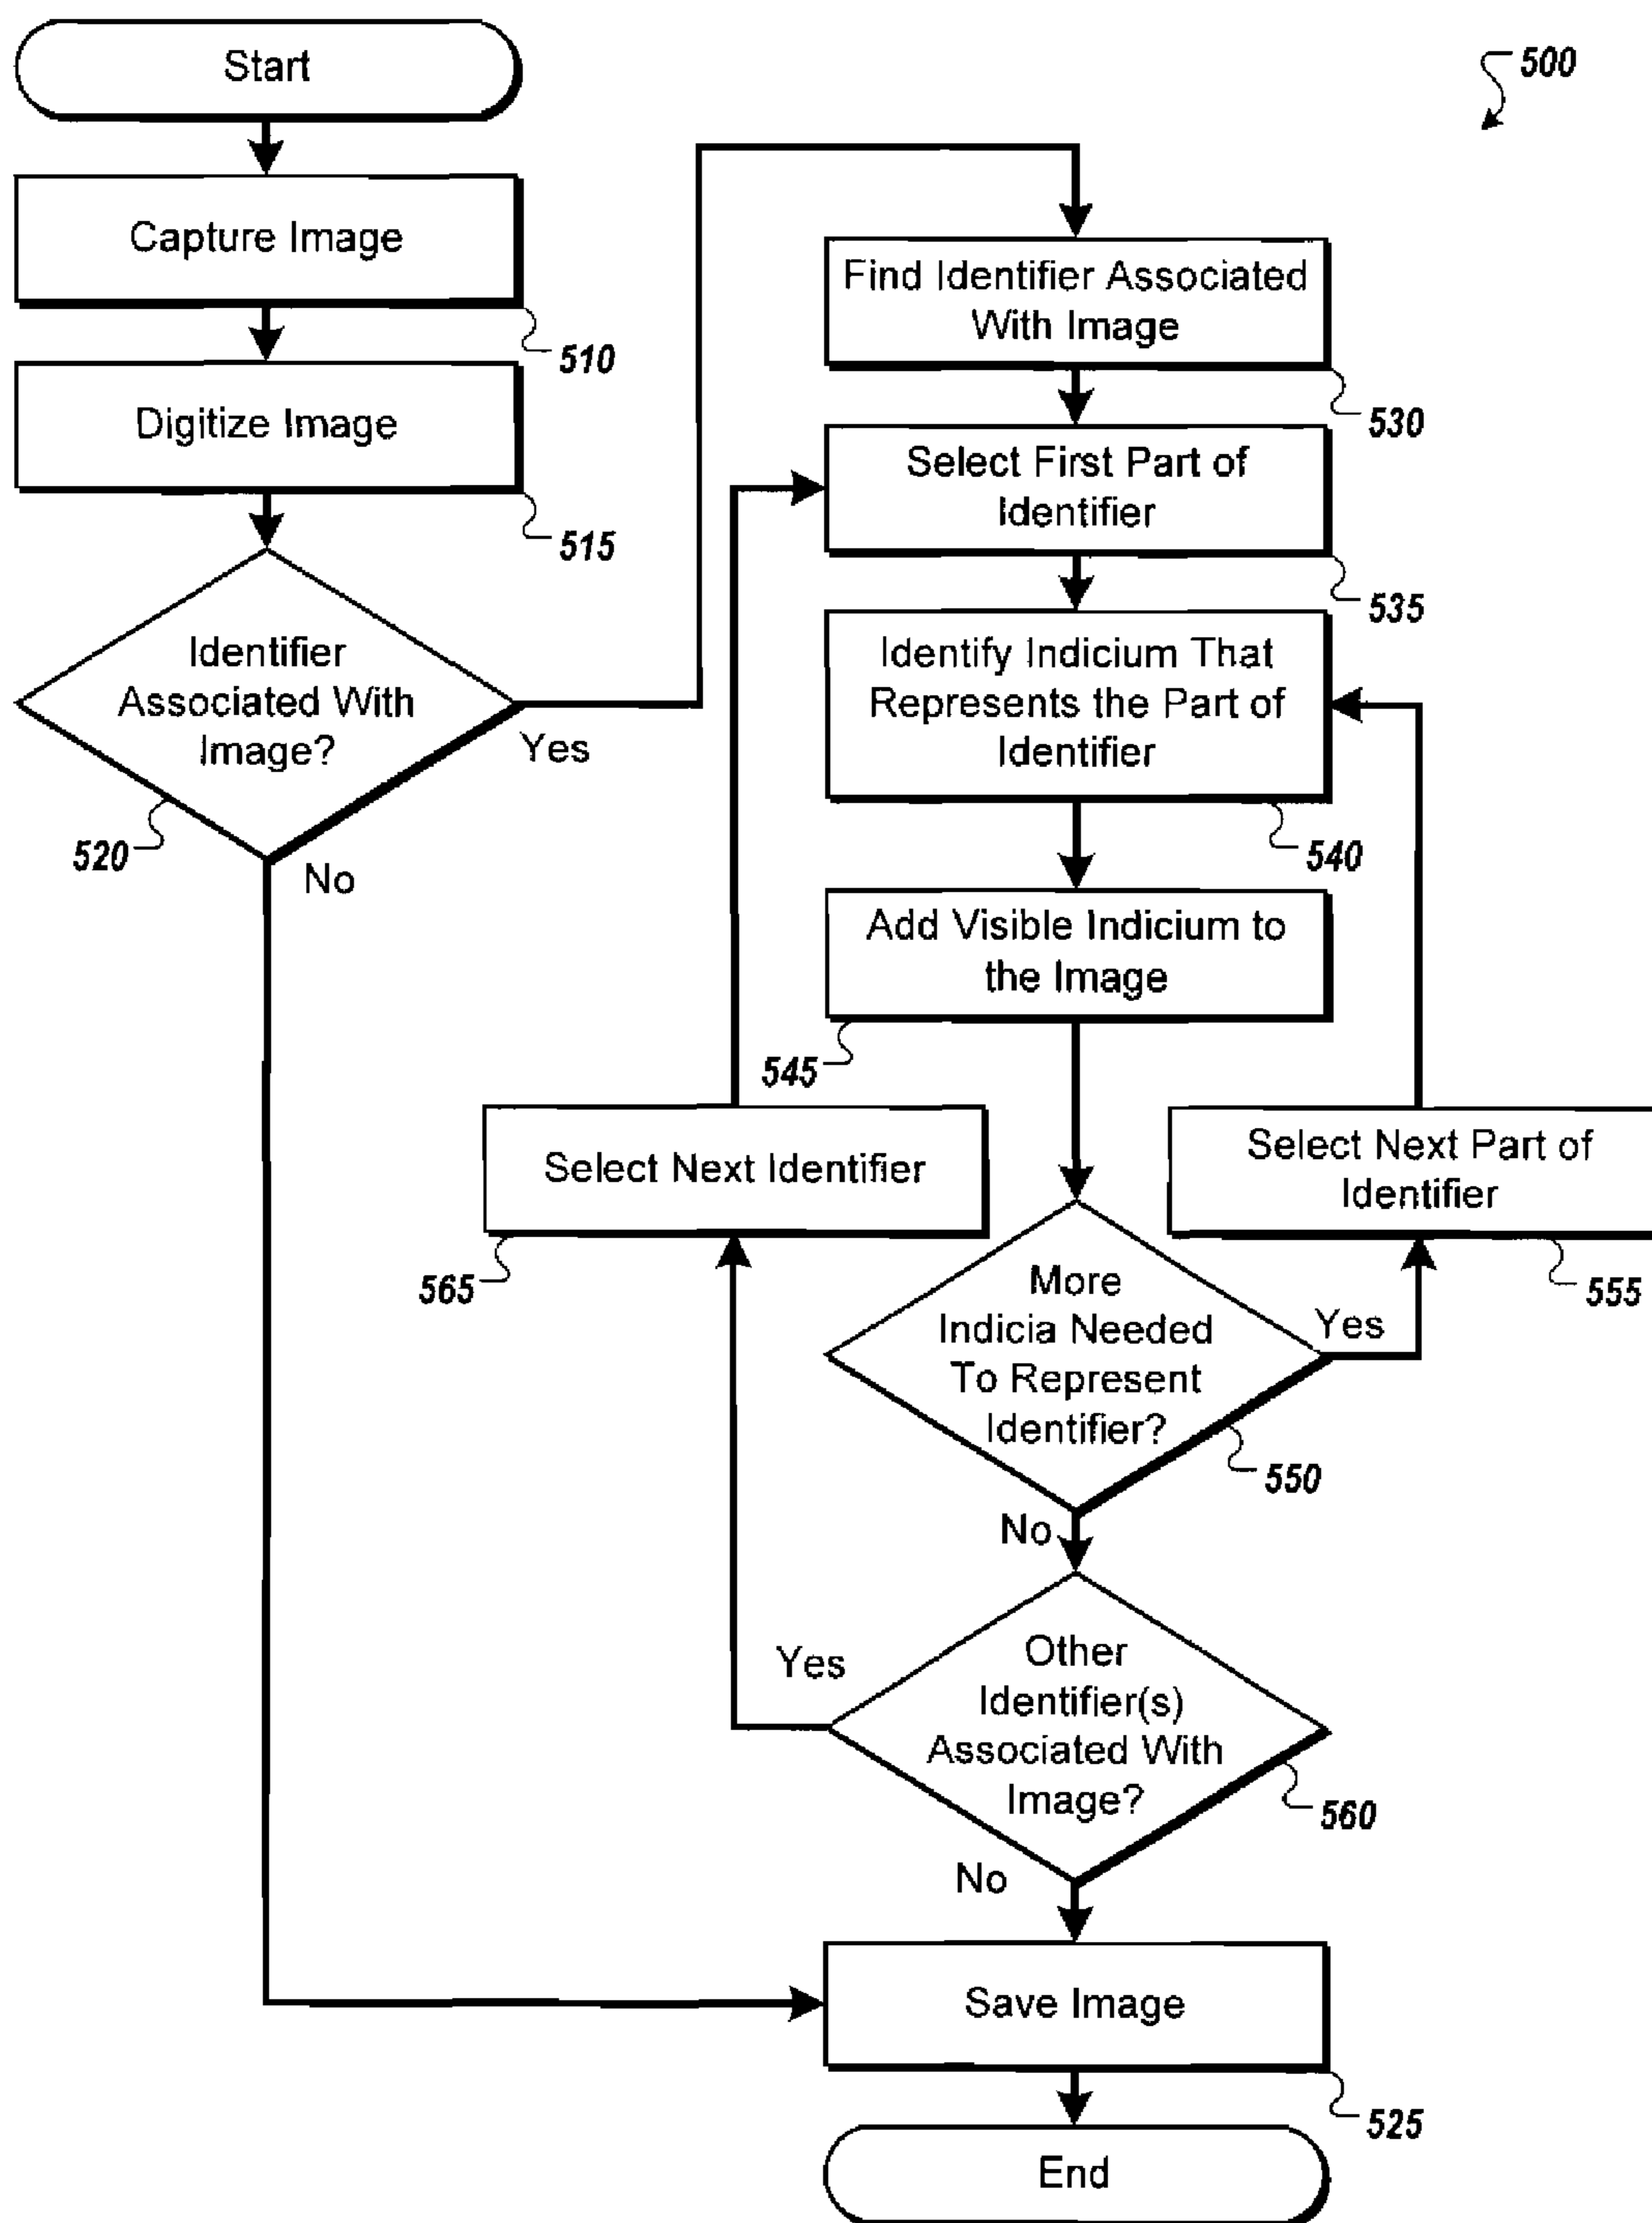 Start
500
Capture Image
510
Digitize Image
515
Identifier
Associated With
Image?
Yes
520
No
Find Identifier Associated
With Image
530
Select First Part of
Identifier
535
Identify Indicium That
Represents the Part of
Identifier
540
Add Visible Indicium to
the Image
545
Select Next Identifier
565
Select Next Part of
Identifier
555
More
Indicia Needed
To Represent
Identifier?
Yes
550
No
Other
Identifier(s)
Associated With
Image?
Yes
560
No
Save Image
525
End